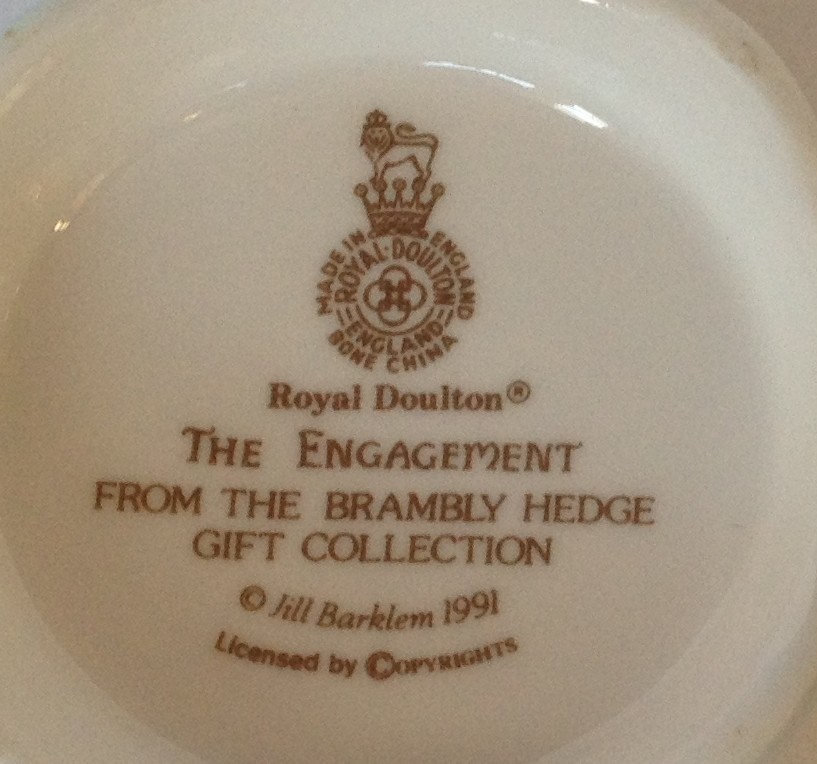 MADE IN ENGLAND
ROYAL·DOULTON
ENGLAND
BONE CHINA
Royal Doulton®
THE ENGAGEMENT
FROM THE BRAMBLY HEDGE
GIFT COLLECTION
© Jill Barklem 1991
Licensed by COPYRIGHTS